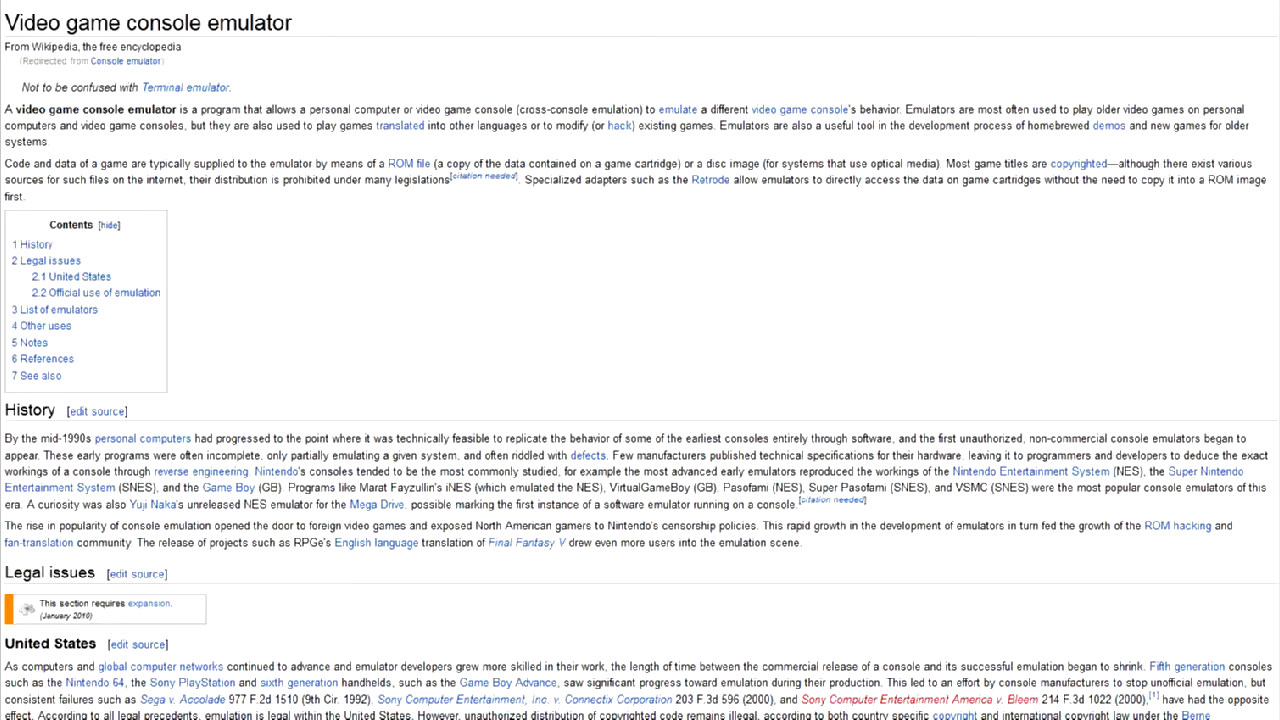 Video game console emulator
From Wikipedia, the free encyclopedia
(Redirected from Console emulator)
Not to be confused with Terminal emulator.
A video game console emulator is a program that allows a personal computer or video game console (cross-console emulation) to emulate a different video game console's behavior. Emulators are most often used to play older video games on personal
computers and video game consoles, but they are also used to play games translated into other languages or to modify (or hack) existing games. Emulators are also a useful tool in the development process of homebrewed demos and new games for older
systems.
Code and data of a game are typically supplied to the emulator by means of a ROM file (a copy of the data contained on a game cartridge) or a disc image (for systems that use optical media). Most game titles are copyrighted—although there exist various
sources for such files on the internet, their distribution is prohibited under many legislations[citation needed]. Specialized adapters such as the Retrode allow emulators to directly access the data on game cartridges without the need to copy it into a ROM image
first.
Contents [hide]
1 History
2 Legal issues
2.1 United States
2.2 Official use of emulation
3 List of emulators
4 Other uses
5 Notes
6 References
7 See also
History [edit source]
By the mid-1990s personal computers had progressed to the point where it was technically feasible to replicate the behavior of some of the earliest consoles entirely through software, and the first unauthorized, non-commercial console emulators began to
appear. These early programs were often incomplete, only partially emulating a given system, and often riddled with defects. Few manufacturers published technical specifications for their hardware, leaving it to programmers and developers to deduce the exact
workings of a console through reverse engineering. Nintendo's consoles tended to be the most commonly studied, for example the most advanced early emulators reproduced the workings of the Nintendo Entertainment System (NES), the Super Nintendo
Entertainment System (SNES), and the Game Boy (GB). Programs like Marat Fayzullin's iNES (which emulated the NES), VirtualGameBoy (GB), Pasofami (NES), Super Pasofami (SNES), and VSMC (SNES) were the most popular console emulators of this
era. A curiosity was also Yuji Naka's unreleased NES emulator for the Mega Drive, possibly marking the first instance of a software emulator running on a console.[citation needed]
The rise in popularity of console emulation opened the door to foreign video games and exposed North American gamers to Nintendo's censorship policies. This rapid growth in the development of emulators in turn fed the growth of the ROM hacking and
fan-translation community. The release of projects such as RPGe's English language translation of Final Fantasy V drew even more users into the emulation scene.
Legal issues [edit source]
This section requires expansion.
(January 2010)
United States [edit source]
As computers and global computer networks continued to advance and emulator developers grew more skilled in their work, the length of time between the commercial release of a console and its successful emulation began to shrink. Fifth generation consoles
such as the Nintendo 64, the Sony PlayStation and sixth generation handhelds, such as the Game Boy Advance, saw significant progress toward emulation during their production. This led to an effort by console manufacturers to stop unofficial emulation, but
consistent failures such as Sega v. Accolade 977 F.2d 1510 (9th Cir. 1992), Sony Computer Entertainment, Inc. v. Connectix Corporation 203 F.3d 596 (2000), and Sony Computer Entertainment America v. Bleem 214 F.3d 1022 (2000),[1] have had the opposite
effect. According to all legal precedents, emulation is legal within the United States. However, unauthorized distribution of copyrighted code remains illegal, according to both country specific copyright and international copyright law under the Berne